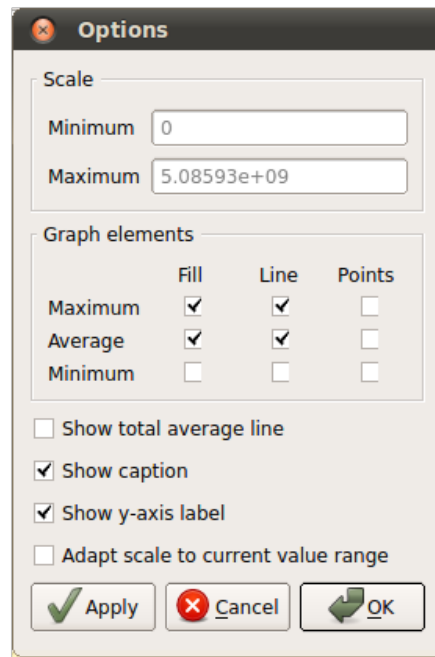 Options
Scale
Minimum 0
Maximum 5.08593e+09
Graph elements
Fill Line Points
Maximum
Average
Minimum
Show total average line
Show caption
Show y-axis label
Adapt scale to current value range
Apply Cancel OK